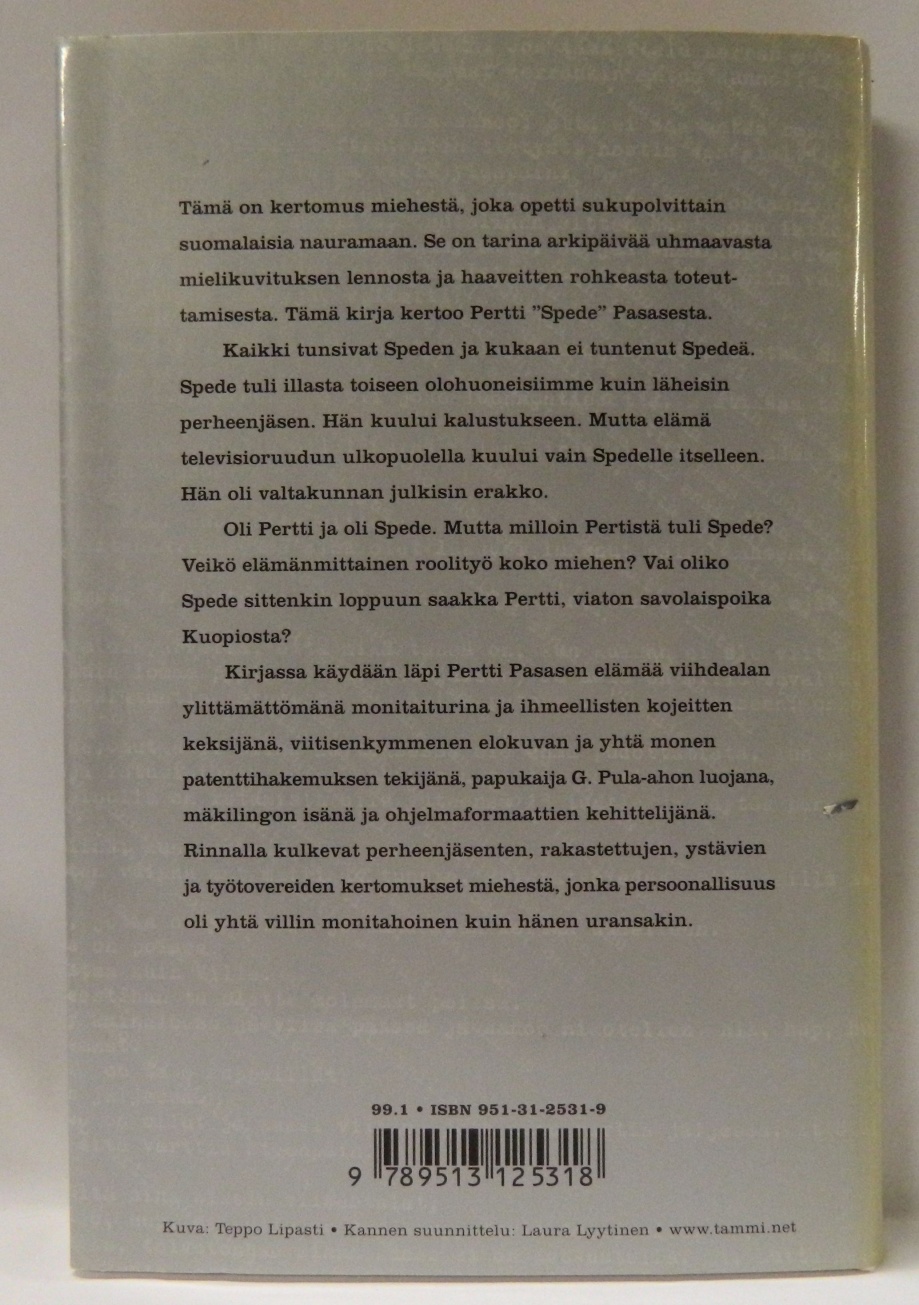 Tämä on kertomus miehestä, joka opetti sukupolvittain
suomalaisia nauramaan. Se on tarina arkipäivää uhmaavasta
mielikuvituksen lennosta ja haaveitten rohkeasta toteut-
tamisesta. Tämä kirja kertoo Pertti ”Spede” Pasasesta.
Kaikki tunsivat Speden ja kukaan ei tuntenut Spedeä.
Spede tuli illasta toiseen olohuoneisiimme kuin läheisin
perheenjäsen. Hän kuului kalustukseen. Mutta elämä
televisioruudun ulkopuolella kuului vain Spedelle itselleen.
Hän oli valtakunnan julkisin erakko.
Oli Pertti ja oli Spede. Mutta milloin Pertistä tuli Spede?
Veikö elämänmittainen roolityö koko miehen? Vai oliko
Spede sittenkin loppuun saakka Pertti, viaton savolaispoika
Kuopiosta?
Kirjassa käydään läpi Pertti Pasasen elämää viihdealan
ylittämättömänä monitaiturina ja ihmeellisten kojeitten
keksijänä, viitisenkymmenen elokuvan ja yhtä monen
patenttihakemuksen tekijänä, papukaija G. Pula-ahon luojana,
mäkilingon isänä ja ohjelmaformaattien kehittelijänä.
Rinnalla kulkevat perheenjäsenten, rakastettujen, ystävien
ja työtovereiden kertomukset miehestä, jonka persoonallisuus
oli yhtä villin monitahoinen kuin hänen uransakin.
99.1 • ISBN 951-31-2531-9
9 789513 125318
Kuva: Teppo Lipasti • Kannen suunnittelu: Laura Lyytinen • www.tammi.net